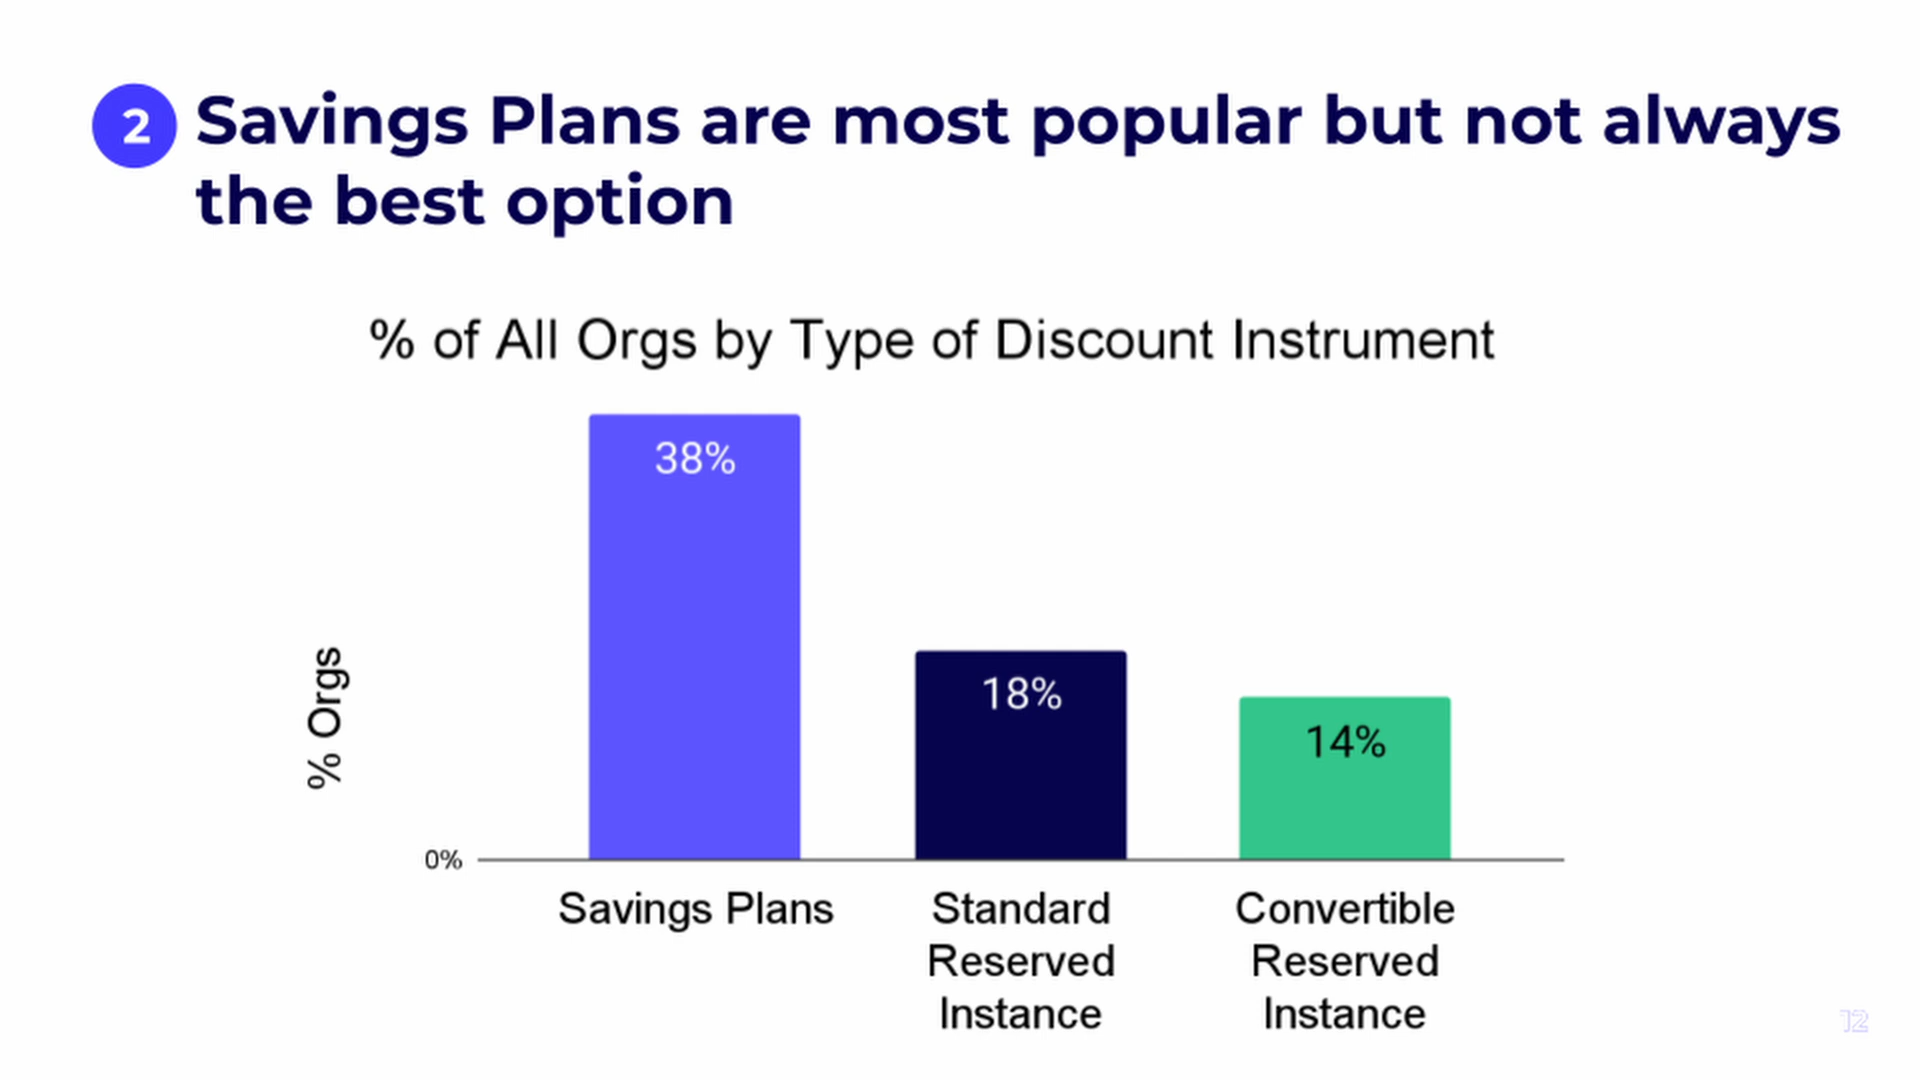 2
Savings Plans are most popular but not always
the best option
% of All Orgs by Type of Discount Instrument
38%
18%
14%
% Orgs
0%
Savings Plans
Standard
Reserved
Instance
Convertible
Reserved
Instance
12